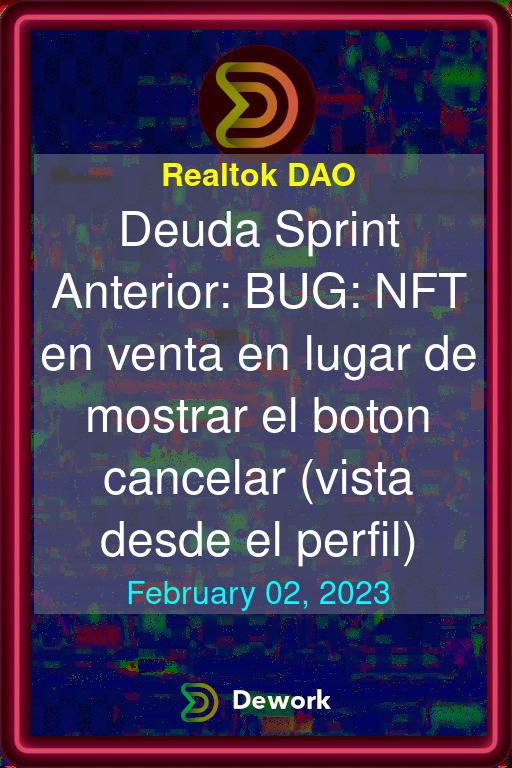 Realtok DAO
Deuda Sprint
Anterior: BUG: NFT
en venta en lugar de
mostrar el boton
cancelar (vista
desde el perfil)
February 02, 2023
Dework